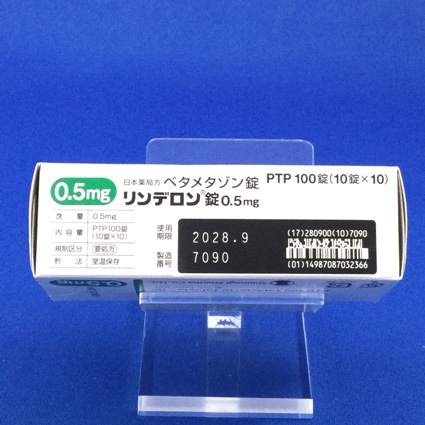 0.5mg
日本薬局方 ベタメタゾン錠 PTP 100錠(10錠×10)
リンデロン®錠0.5mg
含量 0.5mg
内容量 PTP100錠
(10錠×10)
規制区分 要処方
貯法 室温保存
使用
期限 2028.9
製造
番号 7090
(17)280900(10)7090
(01)14987087032366
0.5mg